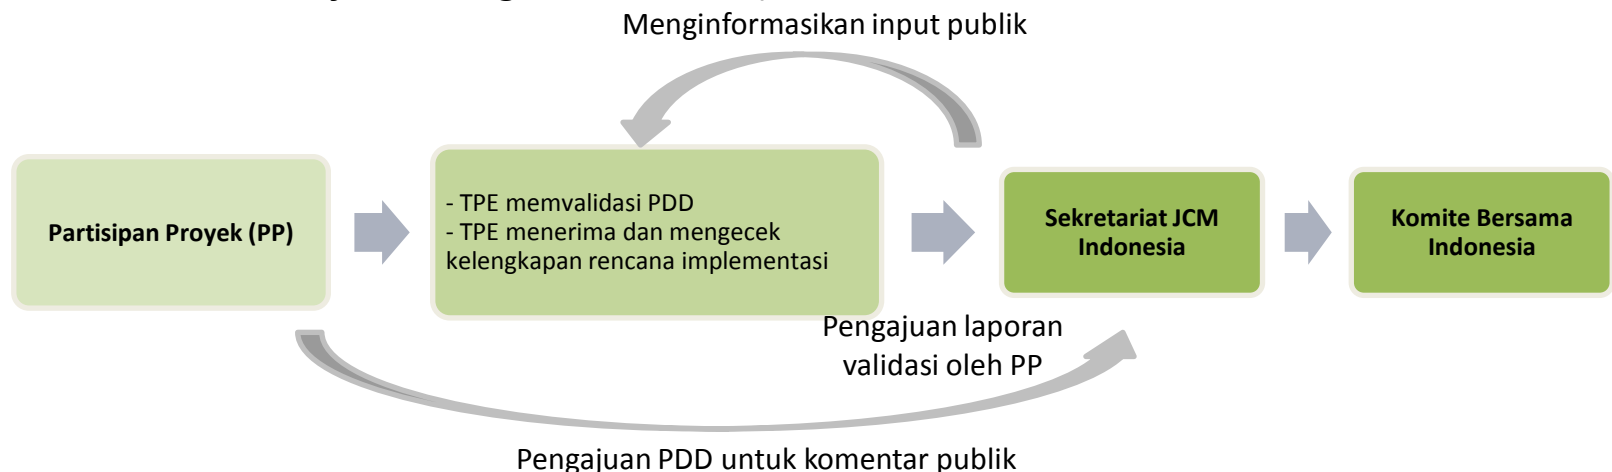 Menginformasikan input publik
Partisipan Proyek (PP)
- TPE memvalidasi PDD
- TPE menerima dan mengecek
kelengkapan rencana implementasi
Sekretariat JCM
Indonesia
Komite Bersama
Indonesia
Pengajuan laporan
validasi oleh PP
Pengajuan PDD untuk komentar publik